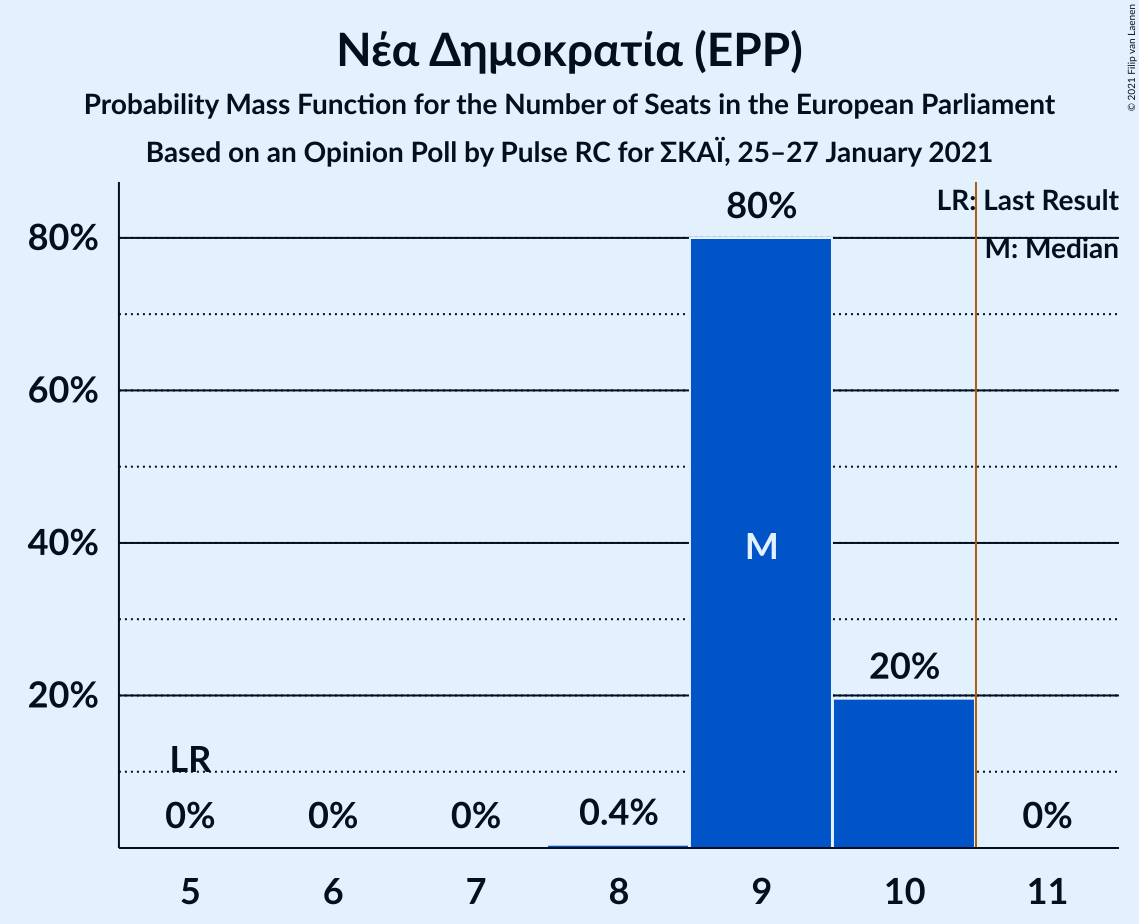 Νέα Δημοκρατία (EPP)
Probability Mass Function for the Number of Seats in the European Parliament
Based on an Opinion Poll by Pulse RC for ΣΚΑΪ, 25–27 January 2021
© 2021 Filip van Laenen
LR: Last Result
M: Median
80%
60%
40%
20%
LR
0%
0%
0%
0.4%
80%
M
20%
0%
5
6
7
8
9
10
11